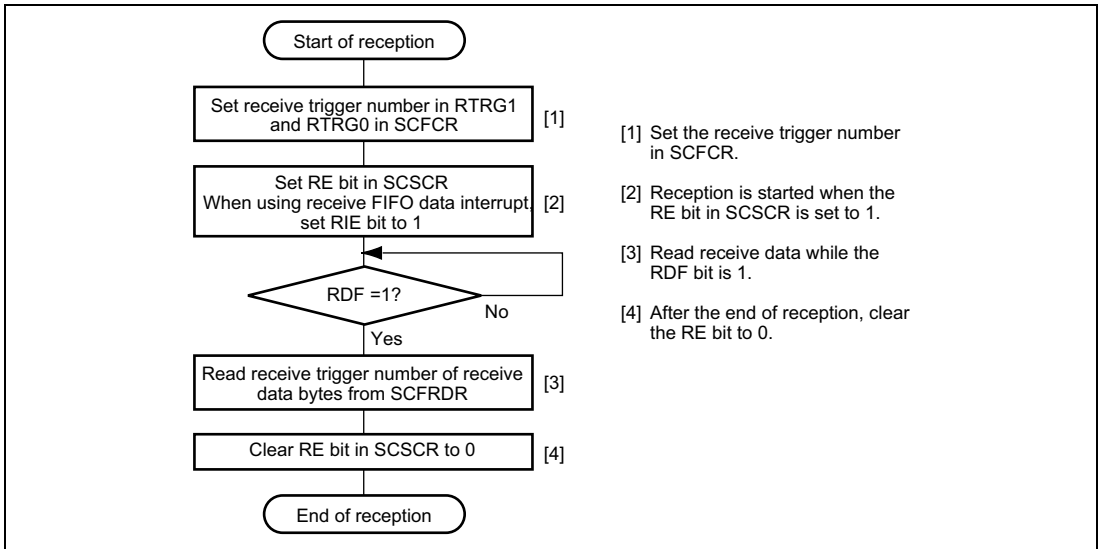 Start of reception
Set receive trigger number in RTRG1
and RTRG0 in SCFCR
[1]
Set RE bit in SCSCR
When using receive FIFO data interrupt,
set RIE bit to 1
[2]
RDF =1?
No
Yes
Read receive trigger number of receive
data bytes from SCFRDR
[3]
Clear RE bit in SCSCR to 0
[4]
End of reception
[1] Set the receive trigger number
in SCFCR.
[2] Reception is started when the
RE bit in SCSCR is set to 1.
[3] Read receive data while the
RDF bit is 1.
[4] After the end of reception, clear
the RE bit to 0.